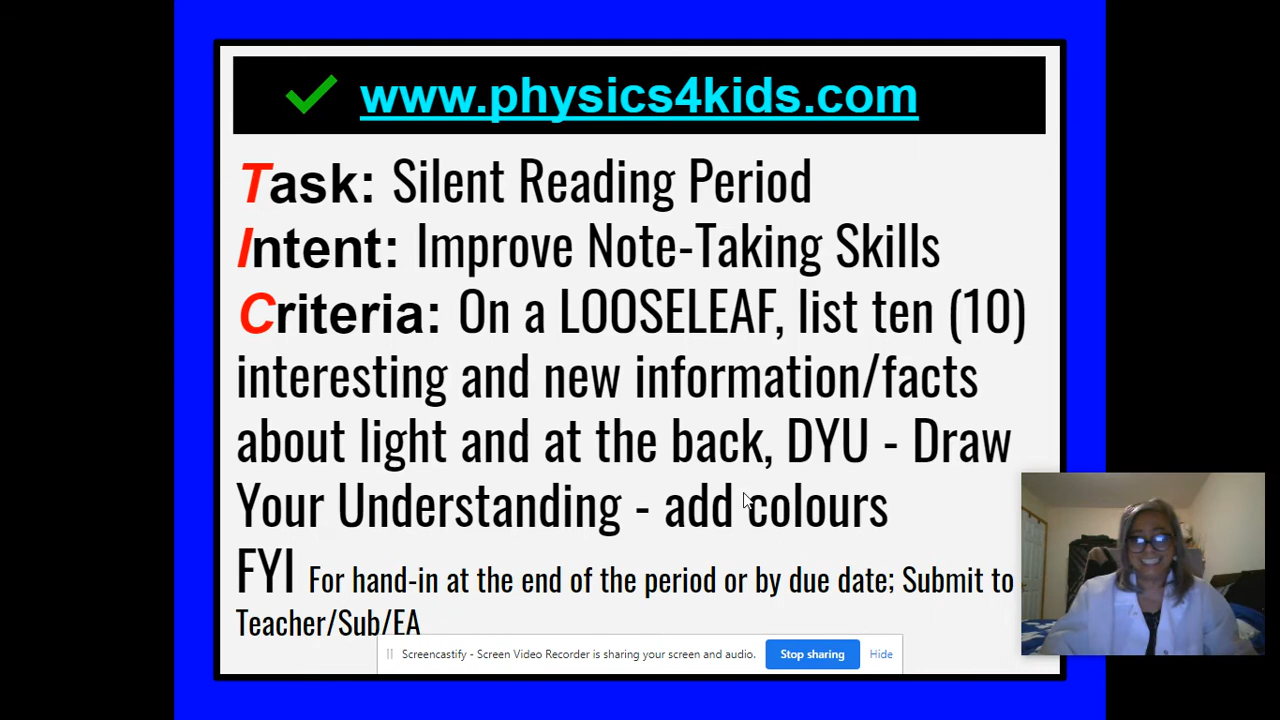 www.physics4kids.com
Task: Silent Reading Period
Intent: Improve Note-Taking Skills
Criteria: On a LOOSELEAF, list ten (10)
interesting and new information/facts
about light and at the back, DYU - Draw
Your Understanding - add colours
FYI For hand-in at the end of the period or by due date; Submit to
Teacher/Sub/EA
Screencastify - Screen Video Recorder is sharing your screen and audio. Stop sharing Hide